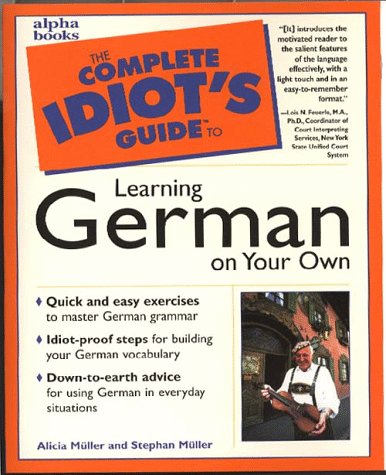 alpha
books
THE
COMPLETE
IDIOT'S
GUIDE™ TO
"[It] introduces the
motivated reader to
the salient features
of the language
effectively, with a
light touch and in an
easy-to-remember
format."
—Lois N. Feuerle, M.A.,
Ph.D., Coordinator of
Court Interpreting
Services, New York
State Unified Court
System
Learning
German
on Your Own
♦ Quick and easy exercises
to master German grammar
♦ Idiot-proof steps for building
your German vocabulary
♦ Down-to-earth advice
for using German in everyday
situations
Alicia Müller and Stephan Müller